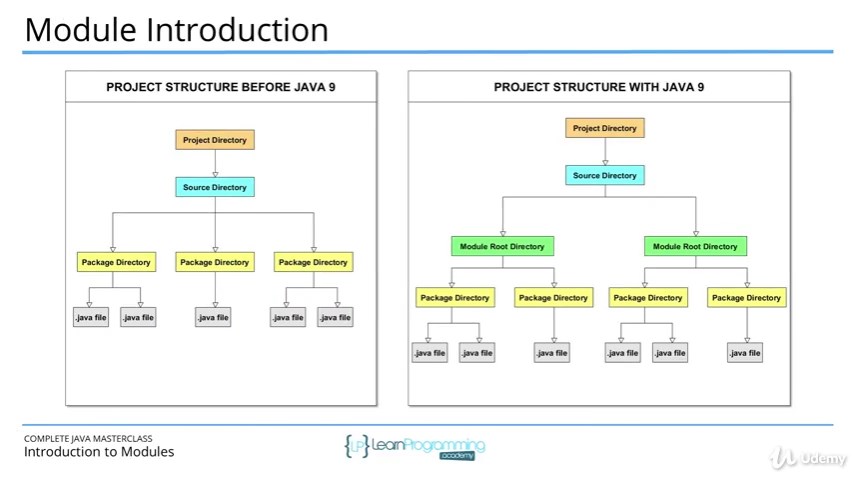 Module Introduction
PROJECT STRUCTURE BEFORE JAVA 9
Project Directory
Source Directory
Package Directory Package Directory Package Directory
.java file .java file .java file .java file .java file
PROJECT STRUCTURE WITH JAVA 9
Project Directory
Source Directory
Module Root Directory Module Root Directory
Package Directory Package Directory Package Directory Package Directory
.java file .java file .java file .java file .java file .java file
COMPLETE JAVA MASTERCLASS
Introduction to Modules
{LP} LearnProgramming
academy
Udemy